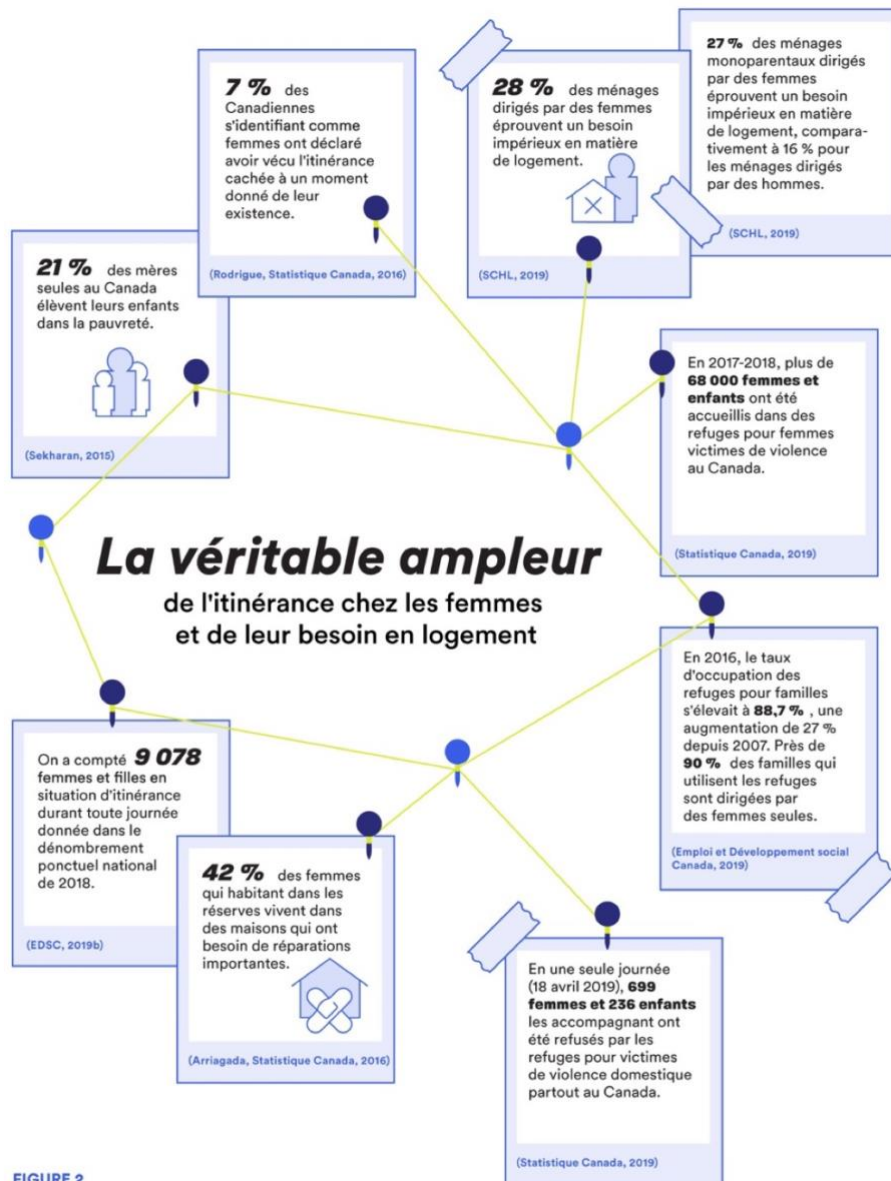 7 % des
Canadiennes
s'identifiant comme
femmes ont déclaré
avoir vécu l'itinérance
cachée à un moment
donné de leur
existence.
(Rodrigue, Statistique Canada, 2016)
28 % des ménages
dirigés par des femmes
éprouvent un besoin
impérieux en matière
de logement.
(SCHL, 2019)
27 % des ménages
monoparentaux dirigés
par des femmes
éprouvent un besoin
impérieux en matière
de logement, compara-
tivement à 16 % pour
les ménages dirigés
par des hommes.
(SCHL, 2019)
21 % des mères
seules au Canada
élèvent leurs enfants
dans la pauvreté.
(Sekharan, 2015)
En 2017-2018, plus de
68 000 femmes et
enfants ont été
accueillis dans des
refuges pour femmes
victimes de violence
au Canada.
(Statistique Canada, 2019)
La véritable ampleur
de l'itinérance chez les femmes
et de leur besoin en logement
En 2016, le taux
d'occupation des
refuges pour familles
s'élevait à 88,7 % , une
augmentation de 27 %
depuis 2007. Près de
90 % des familles qui
utilisent les refuges
sont dirigées par
des femmes seules.
(Emploi et Développement social
Canada, 2019)
On a compté 9 078
femmes et filles en
situation d'itinérance
durant toute journée
donnée dans le
dénombrement
ponctuel national
de 2018.
(EDSC, 2019b)
42 % des femmes
qui habitant dans les
réserves vivent dans
des maisons qui ont
besoin de réparations
importantes.
(Arriagada, Statistique Canada, 2016)
En une seule journée
(18 avril 2019), 699
femmes et 236 enfants
les accompagnant ont
été refusés par les
refuges pour victimes
de violence domestique
partout au Canada.
(Statistique Canada, 2019)
FIGURE 2